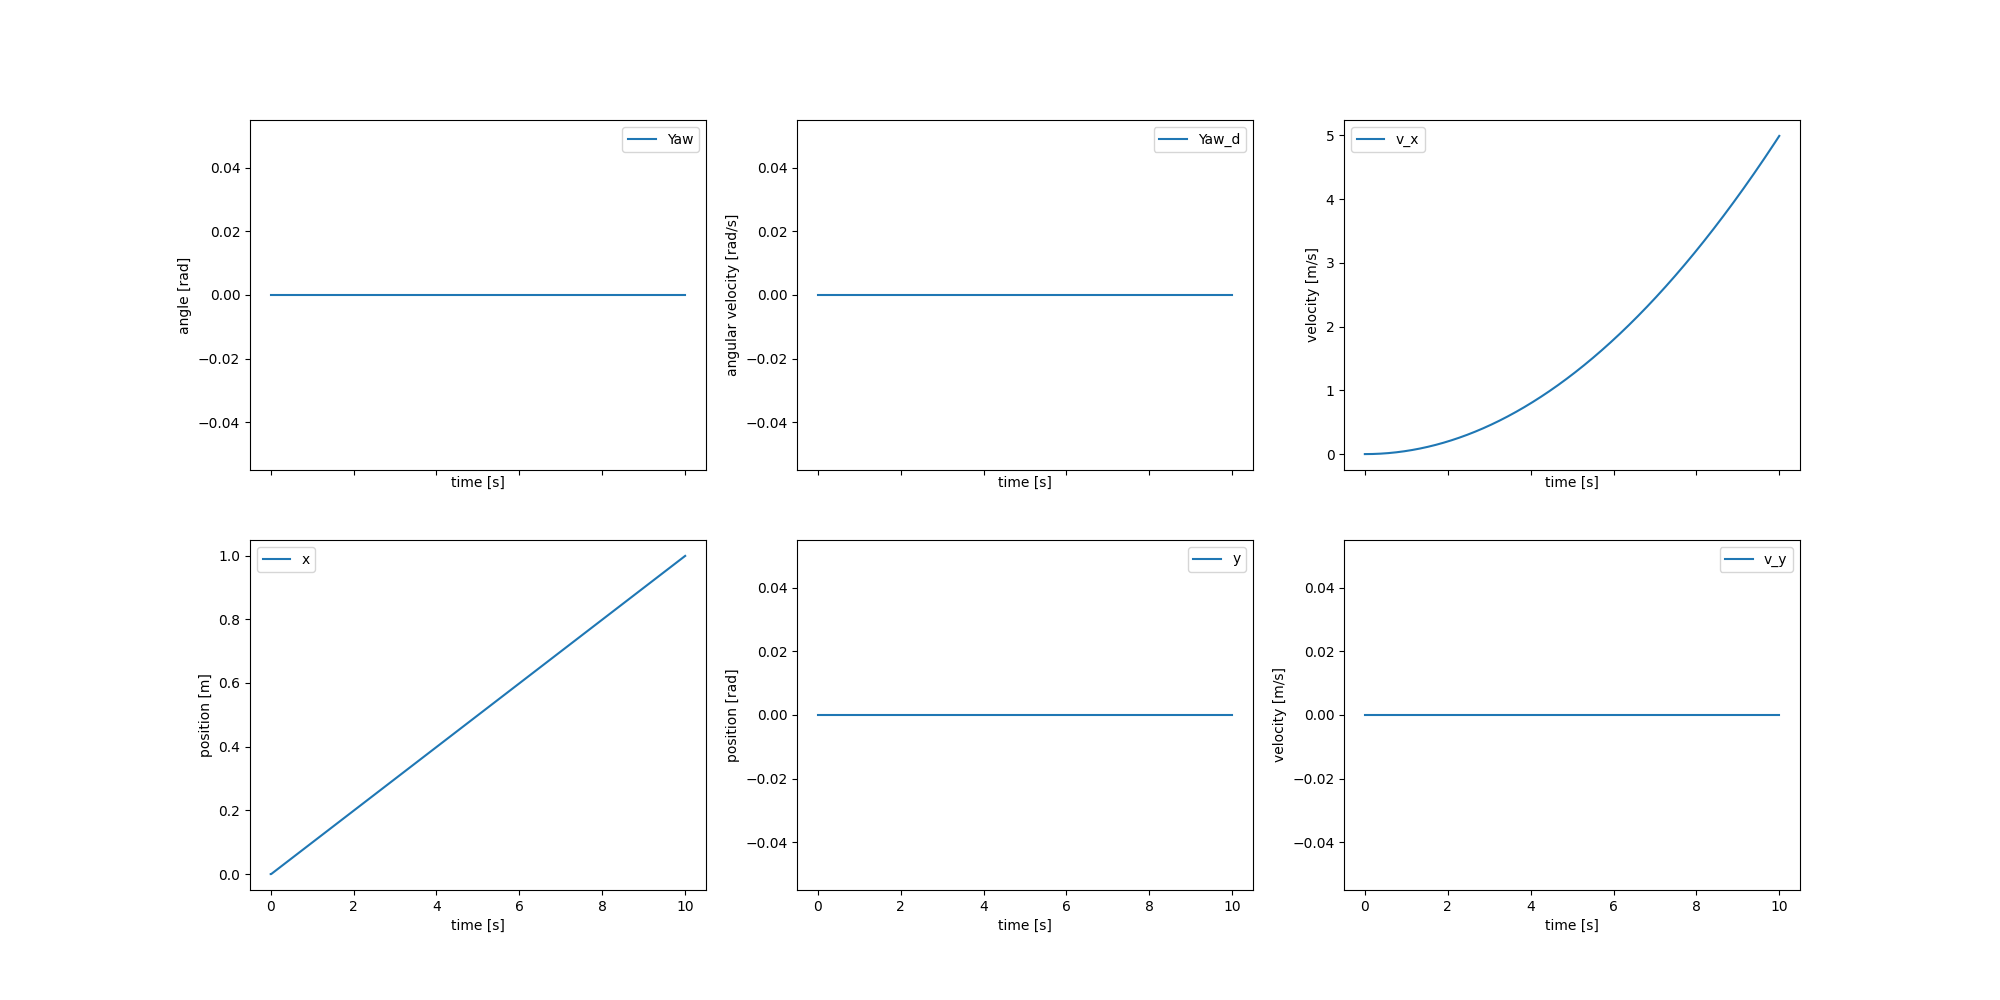 Yaw
0.04
0.02
0.00
−0.02
−0.04
angle [rad]
time [s]
Yaw_d
0.04
0.02
0.00
−0.02
−0.04
angular velocity [rad/s]
time [s]
v_x
5
4
3
2
1
0
velocity [m/s]
time [s]
x
1.0
0.8
0.6
0.4
0.2
0.0
position [m]
0 2 4 6 8 10
time [s]
y
0.04
0.02
0.00
−0.02
−0.04
position [rad]
0 2 4 6 8 10
time [s]
v_y
0.04
0.02
0.00
−0.02
−0.04
velocity [m/s]
0 2 4 6 8 10
time [s]